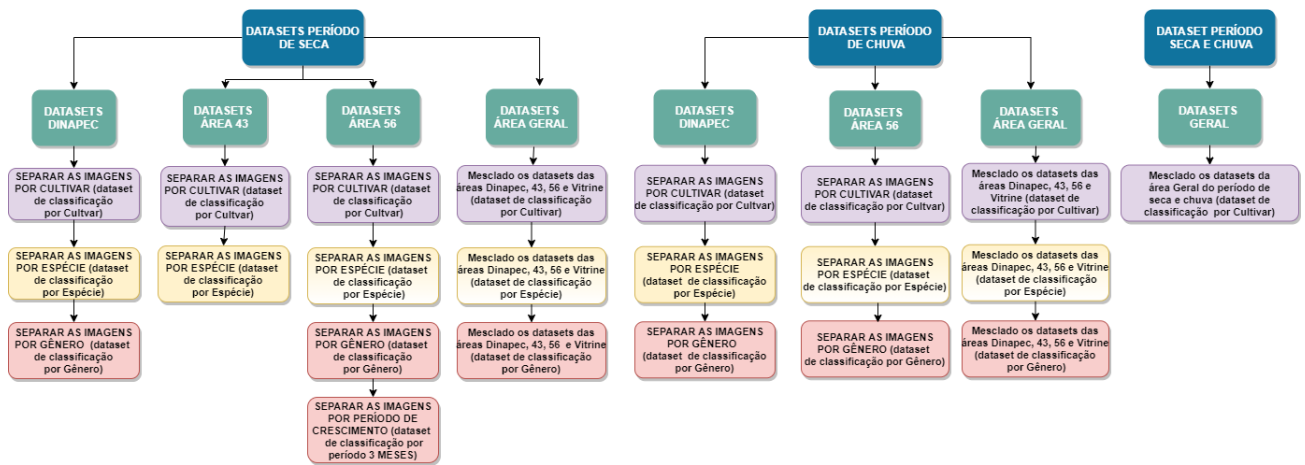 DATASETS PERÍODO
DE SECA
DATASETS PERÍODO
DE CHUVA
DATASET PERÍODO
SECA E CHUVA
DATASETS
DINAPEC
DATASETS
ÁREA 43
DATASETS
ÁREA 56
DATASETS
ÁREA GERAL
DATASETS
DINAPEC
DATASETS
ÁREA 56
DATASETS
ÁREA GERAL
DATASETS
GERAL
SEPARAR AS IMAGENS
POR CULTIVAR (dataset
de classificação
por Cultvar)
SEPARAR AS IMAGENS
POR CULTIVAR (dataset
de classificação
por Cultvar)
SEPARAR AS IMAGENS
POR CULTIVAR (dataset
de classificação
por Cultvar)
Mesclado os datasets das
áreas Dinapec, 43, 56 e Vitrine
(dataset de classificação
por Cultivar)
SEPARAR AS IMAGENS
POR CULTIVAR (dataset
de classificação por Cultvar)
SEPARAR AS IMAGENS
POR CULTIVAR (dataset
de classificação por Cultvar)
Mesclado os datasets das
áreas Dinapec, 43, 56 e
Vitrine (dataset de
classificação por Cultivar)
Mesclado os datasets da
área Geral do período de
seca e chuva (dataset de
classificação por Cultivar)
SEPARAR AS IMAGENS
POR ESPÉCIE (dataset
de classificação
por Espécie)
SEPARAR AS IMAGENS
POR ESPÉCIE (dataset
de classificação
por Espécie)
SEPARAR AS IMAGENS
POR ESPÉCIE (dataset
de classificação
por Espécie)
Mesclado os datasets das
áreas Dinapec, 43, 56 e Vitrine
(dataset de classificação
por Espécie)
SEPARAR AS IMAGENS
POR ESPÉCIE
(dataset de classificação
por Espécie)
SEPARAR AS IMAGENS
POR ESPÉCIE (dataset
de classificação por Espécie)
Mesclado os datasets das
áreas Dinapec, 43, 56 e Vitrine
(dataset de classificação
por Espécie)
SEPARAR AS IMAGENS
POR GÊNERO (dataset
de classificação
por Gênero)
SEPARAR AS IMAGENS
POR GÊNERO (dataset
de classificação
por Gênero)
Mesclado os datasets das
áreas Dinapec, 43, 56 e Vitrine
(dataset de classificação
por Gênero)
SEPARAR AS IMAGENS
POR GÊNERO
(dataset de classificação
por Gênero)
SEPARAR AS IMAGENS
POR GÊNERO (dataset
de classificação por Gênero)
Mesclado os datasets das
áreas Dinapec, 43, 56 e Vitrine
(dataset de classificação
por Gênero)
SEPARAR AS IMAGENS
POR PERÍODO DE
CRESCIMENTO (dataset
de classificação por
período 3 MESES)